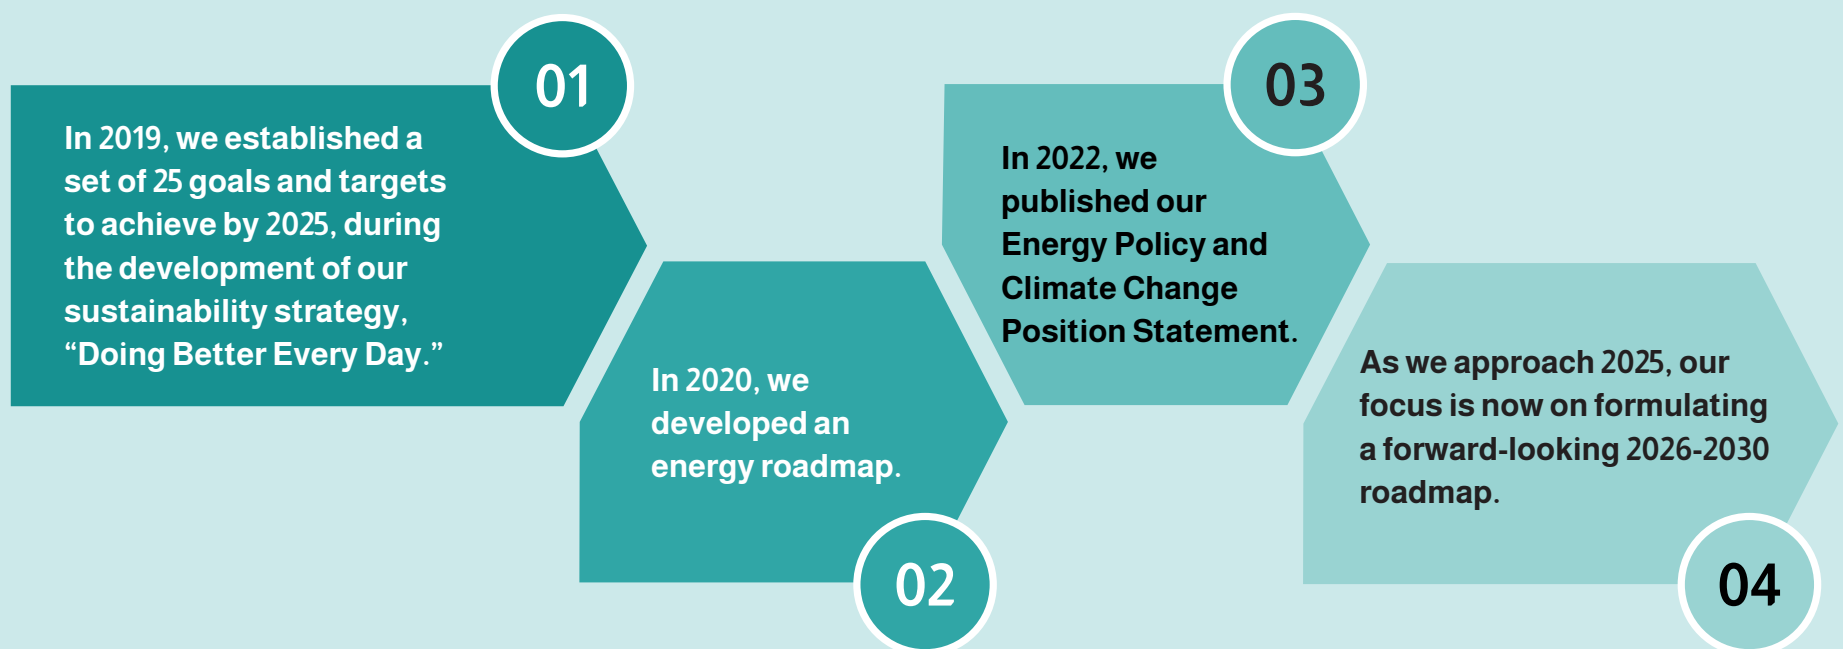 01
In 2019, we established a
set of 25 goals and targets
to achieve by 2025, during
the development of our
sustainability strategy,
“Doing Better Every Day.”
In 2020, we
developed an
energy roadmap.
02
03
In 2022, we
published our
Energy Policy and
Climate Change
Position Statement.
As we approach 2025, our
focus is now on formulating
a forward-looking 2026-2030
roadmap.
04